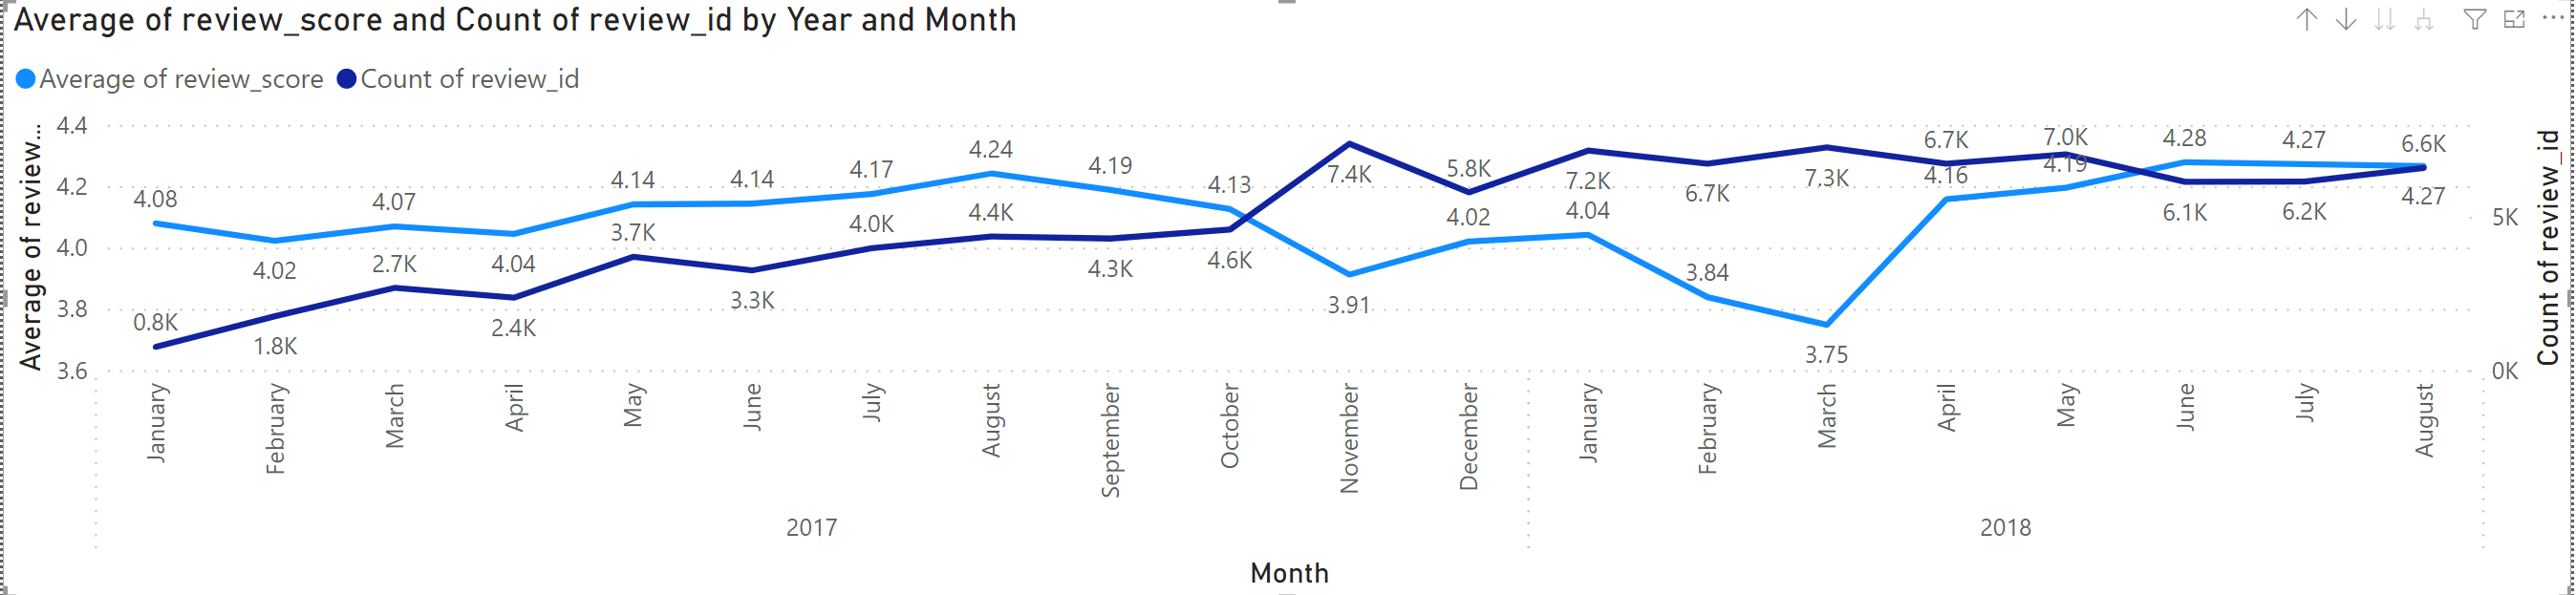 Average of review_score and Count of review_id by Year and Month
Average of review_score Count of review_id
Average of review...
4.4
4.2
4.0
3.8
3.6
4.08
4.02
4.07
4.04
4.14
4.14
4.17
4.24
4.19
4.13
3.91
4.02
4.04
3.84
3.75
4.16
4.19
4.28
4.27
4.27
0.8K
1.8K
2.7K
2.4K
3.7K
3.3K
4.0K
4.4K
4.3K
4.6K
7.4K
5.8K
7.2K
6.7K
7.3K
6.7K
7.0K
6.1K
6.2K
6.6K
5K
0K
Count of review_id
January
February
March
April
May
June
July
August
September
October
November
December
January
February
March
April
May
June
July
August
2017
2018
Month